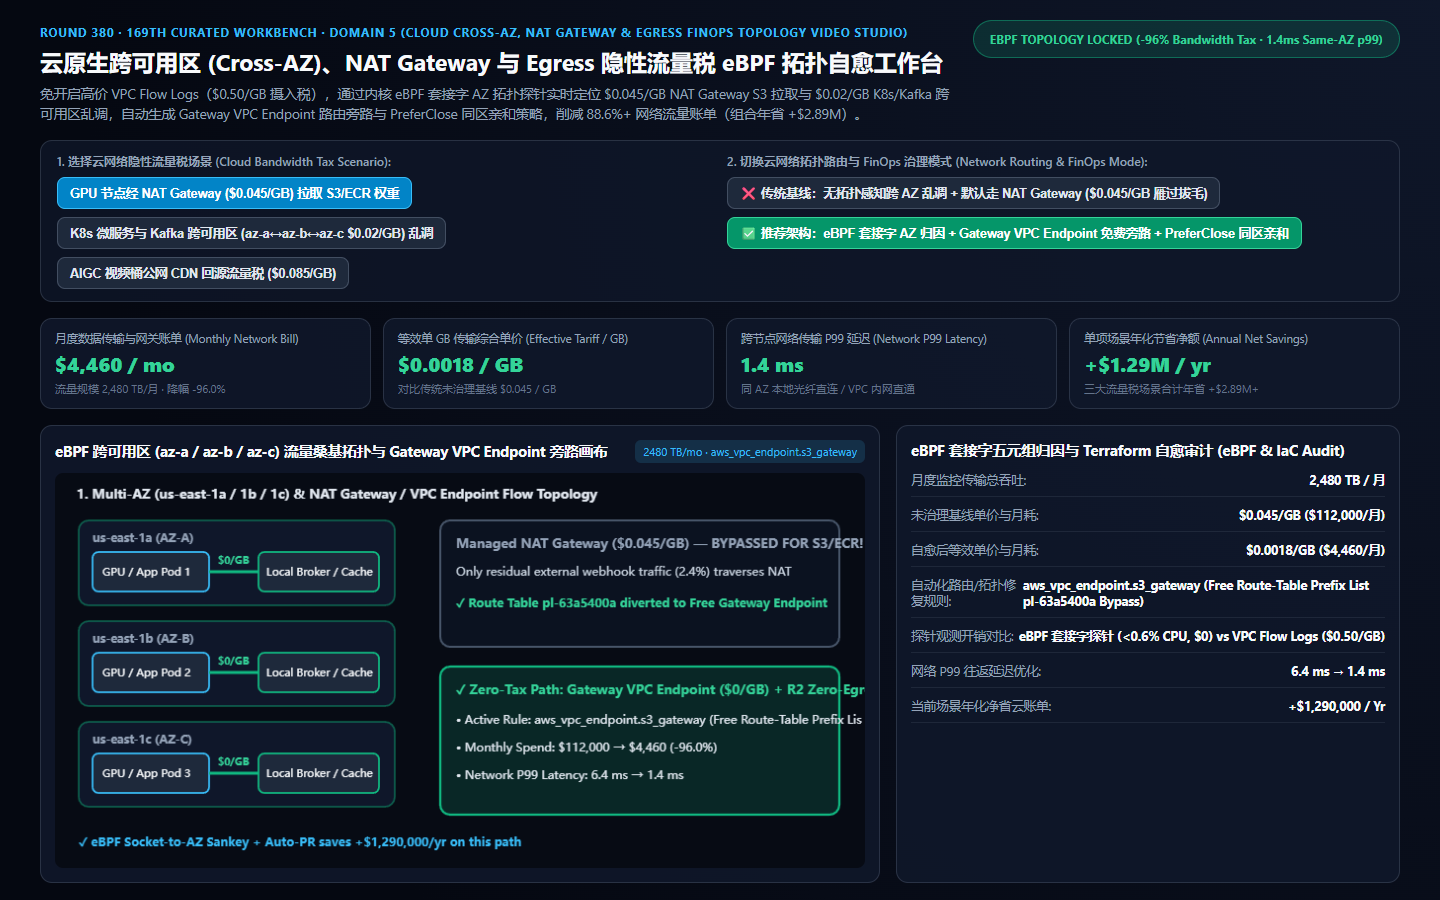 ROUND 380 · 169TH CURATED WORKBENCH · DOMAIN 5 (CLOUD CROSS-AZ, NAT GATEWAY & EGRESS FINOPS TOPOLOGY VIDEO STUDIO)
EBPF TOPOLOGY LOCKED (-96% Bandwidth Tax · 1.4ms Same-AZ p99)
云原生跨可用区 (Cross-AZ)、NAT Gateway 与 Egress 隐性流量税 eBPF 拓扑自愈工作台
免开启高价 VPC Flow Logs（$0.50/GB 摄入税），通过内核 eBPF 套接字 AZ 拓扑探针实时定位 $0.045/GB NAT Gateway S3 拉取与 $0.02/GB K8s/Kafka 跨
可用区乱调，自动生成 Gateway VPC Endpoint 路由旁路与 PreferClose 同区亲和策略，削减 88.6%+ 网络流量账单（组合年省 +$2.89M）。
1. 选择云网络隐性流量税场景 (Cloud Bandwidth Tax Scenario):
GPU 节点经 NAT Gateway ($0.045/GB) 拉取 S3/ECR 权重
K8s 微服务与 Kafka 跨可用区 (az-a↔az-b↔az-c $0.02/GB) 乱调
AIGC 视频桶公网 CDN 回源流量税 ($0.085/GB)
2. 切换云网络拓扑路由与 FinOps 治理模式 (Network Routing & FinOps Mode):
❌ 传统基线：无拓扑感知跨 AZ 乱调 + 默认走 NAT Gateway ($0.045/GB 雁过拔毛)
✅ 推荐架构：eBPF 套接字 AZ 归因 + Gateway VPC Endpoint 免费旁路 + PreferClose 同区亲和
月度数据传输与网关账单 (Monthly Network Bill)
$4,460 / mo
流量规模 2,480 TB/月 · 降幅 -96.0%
等效单 GB 传输综合单价 (Effective Tariff / GB)
$0.0018 / GB
对比传统未治理基线 $0.045 / GB
跨节点网络传输 P99 延迟 (Network P99 Latency)
1.4 ms
同 AZ 本地光纤直连 / VPC 内网直通
单项场景年化节省净额 (Annual Net Savings)
+$1.29M / yr
三大流量税场景合计年省 +$2.89M+
eBPF 跨可用区 (az-a / az-b / az-c) 流量桑基拓扑与 Gateway VPC Endpoint 旁路画布
2480 TB/mo · aws_vpc_endpoint.s3_gateway
1. Multi-AZ (us-east-1a / 1b / 1c) & NAT Gateway / VPC Endpoint Flow Topology
us-east-1a (AZ-A)
GPU / App Pod 1
$0/GB
Local Broker / Cache
us-east-1b (AZ-B)
GPU / App Pod 2
$0/GB
Local Broker / Cache
us-east-1c (AZ-C)
GPU / App Pod 3
$0/GB
Local Broker / Cache
Managed NAT Gateway ($0.045/GB) — BYPASSED FOR S3/ECR!
Only residual external webhook traffic (2.4%) traverses NAT
✓ Route Table pl-63a5400a diverted to Free Gateway Endpoint
✓ Zero-Tax Path: Gateway VPC Endpoint ($0/GB) + R2 Zero-Egr
• Active Rule: aws_vpc_endpoint.s3_gateway (Free Route-Table Prefix Lis
• Monthly Spend: $112,000 → $4,460 (-96.0%)
• Network P99 Latency: 6.4 ms → 1.4 ms
✓ eBPF Socket-to-AZ Sankey + Auto-PR saves +$1,290,000/yr on this path
eBPF 套接字五元组归因与 Terraform 自愈审计 (eBPF & IaC Audit)
月度监控传输总吞吐: 2,480 TB / 月
未治理基线单价与月耗: $0.045/GB ($112,000/月)
自愈后等效单价与月耗: $0.0018/GB ($4,460/月)
自动化路由/拓扑修复规则: aws_vpc_endpoint.s3_gateway (Free Route-Table Prefix List pl-63a5400a Bypass)
探针观测开销对比: eBPF 套接字探针 (<0.6% CPU, $0) vs VPC Flow Logs ($0.50/GB)
网络 P99 往返延迟优化: 6.4 ms → 1.4 ms
当前场景年化净省云账单: +$1,290,000 / Yr